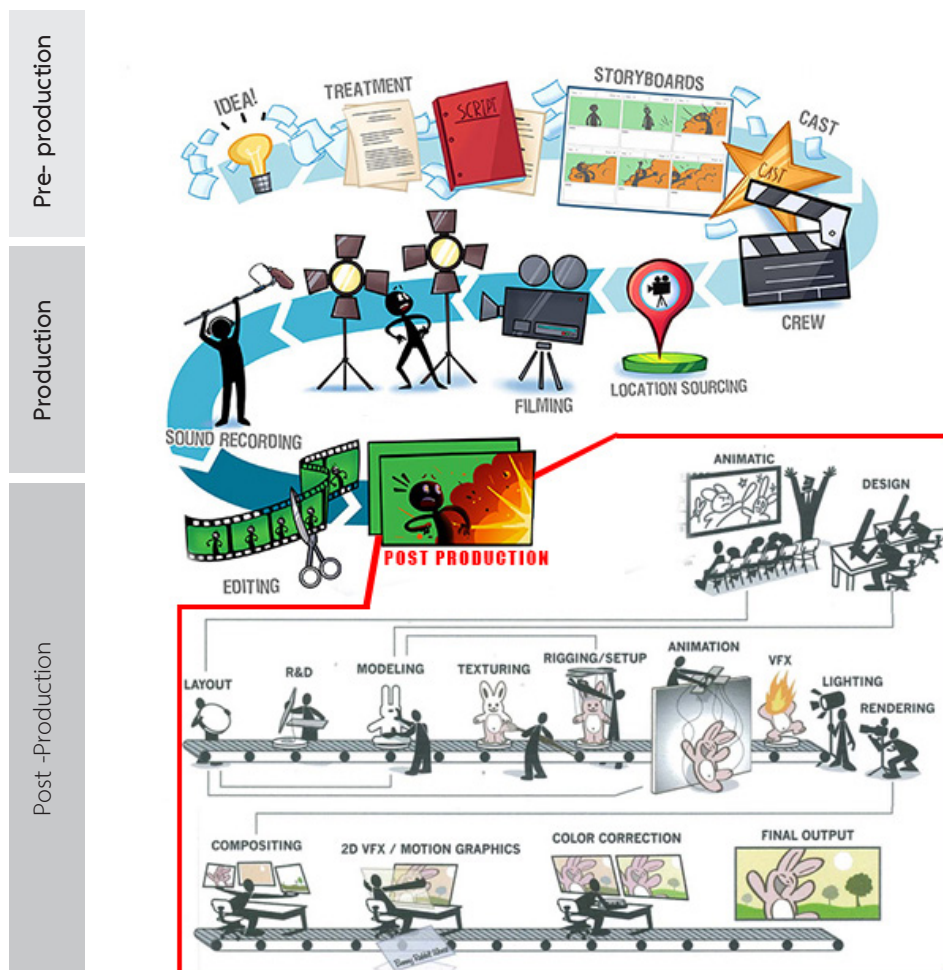 Pre- production
IDEA!
TREATMENT
SCRIPT
STORYBOARDS
CAST
CAST
CREW
Production
LOCATION SOURCING
FILMING
SOUND RECORDING
EDITING
POST PRODUCTION
Post -Production
ANIMATIC
DESIGN
LAYOUT
R&D
MODELING
TEXTURING
RIGGING/SETUP
ANIMATION
VFX
LIGHTING
RENDERING
COMPOSITING
2D VFX / MOTION GRAPHICS
COLOR CORRECTION
FINAL OUTPUT